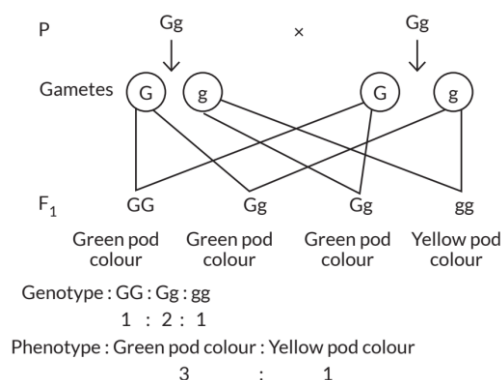 P Gg × Gg
Gametes G g G g
F₁ GG Gg Gg gg
Green pod Green pod Green pod Yellow pod
colour colour colour colour
Genotype : GG : Gg : gg
1 : 2 : 1
Phenotype : Green pod colour : Yellow pod colour
3 : 1